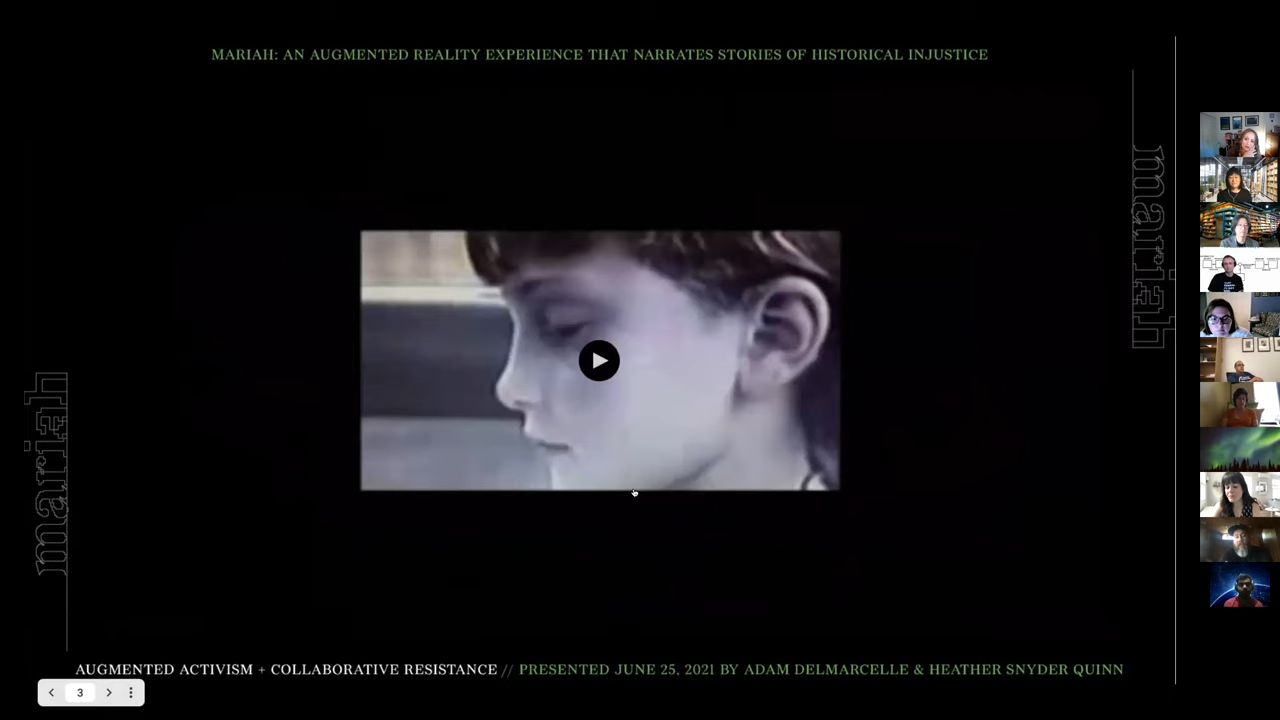 MARIAH: AN AUGMENTED REALITY EXPERIENCE THAT NARRATES STORIES OF HISTORICAL INJUSTICE
mariah
mariah
AUGMENTED ACTIVISM + COLLABORATIVE RESISTANCE // PRESENTED JUNE 25, 2021 BY ADAM DELMARCELLE & HEATHER SNYDER QUINN
3